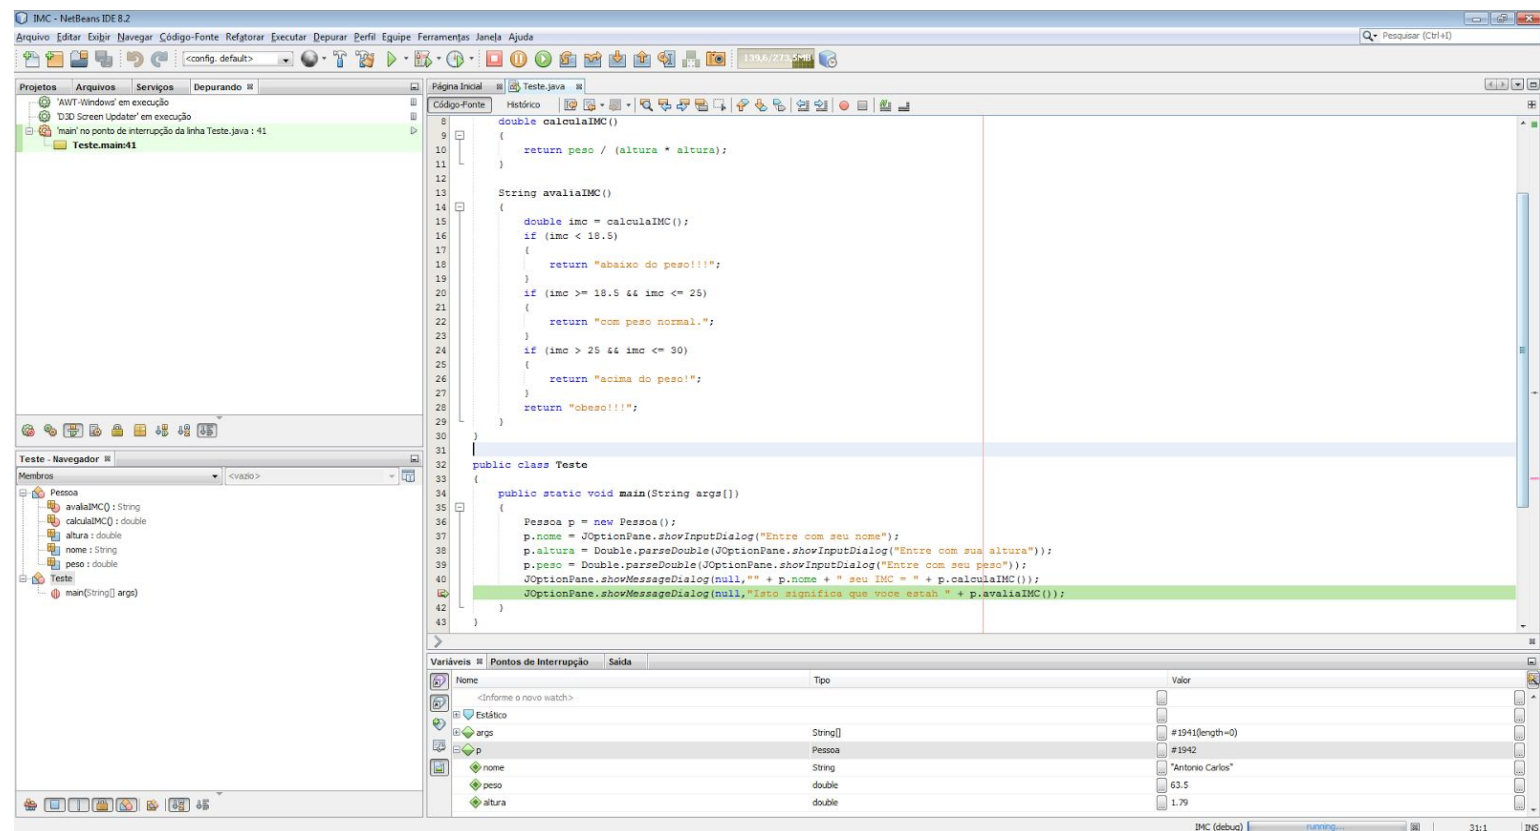 IMC - NetBeans IDE 8.2
Arquivo Editar Exibir Navegar Código-Fonte Refatorar Executar Depurar Perfil Equipe Ferramentas Janela Ajuda
Pesquisar (Ctrl+I)
<config. default>
139,6/273,5MB
Projetos Arquivos Serviços Depurando
'AWT-Windows' em execução
'D3D Screen Updater' em execução
'main' no ponto de interrupção da linha Teste.java : 41
Teste.main:41
Teste - Navegador
Membros <vazio>
Pessoa
avaliaIMC() : String
calculaIMC() : double
altura : double
nome : String
peso : double
Teste
main(String[] args)
Página Inicial Teste.java
Código-Fonte Histórico
8 double calculaIMC()
9 {
10 return peso / (altura * altura);
11 }
12
13 String avaliaIMC()
14 {
15 double imc = calculaIMC();
16 if (imc < 18.5)
17 {
18 return "abaixo do peso!!!";
19 }
20 if (imc >= 18.5 && imc <= 25)
21 {
22 return "com peso normal.";
23 }
24 if (imc > 25 && imc <= 30)
25 {
26 return "acima do peso!";
27 }
28 return "obeso!!!";
29 }
30 }
31
32 public class Teste
33 {
34 public static void main(String args[])
35 {
36 Pessoa p = new Pessoa();
37 p.nome = JOptionPane.showInputDialog("Entre com seu nome");
38 p.altura = Double.parseDouble(JOptionPane.showInputDialog("Entre com sua altura"));
39 p.peso = Double.parseDouble(JOptionPane.showInputDialog("Entre com seu peso"));
40 JOptionPane.showMessageDialog(null,"" + p.nome + " seu IMC = " + p.calculaIMC());
JOptionPane.showMessageDialog(null,"Isto significa que voce estah " + p.avaliaIMC());
42 }
43 }
Variáveis Pontos de Interrupção Saída
Nome Tipo Valor
<Informe o novo watch>
Estático
args String[] #1941(length=0)
p Pessoa #1942
nome String "Antonio Carlos"
peso double 63.5
altura double 1.79
IMC (debug) running... 31:1 INS